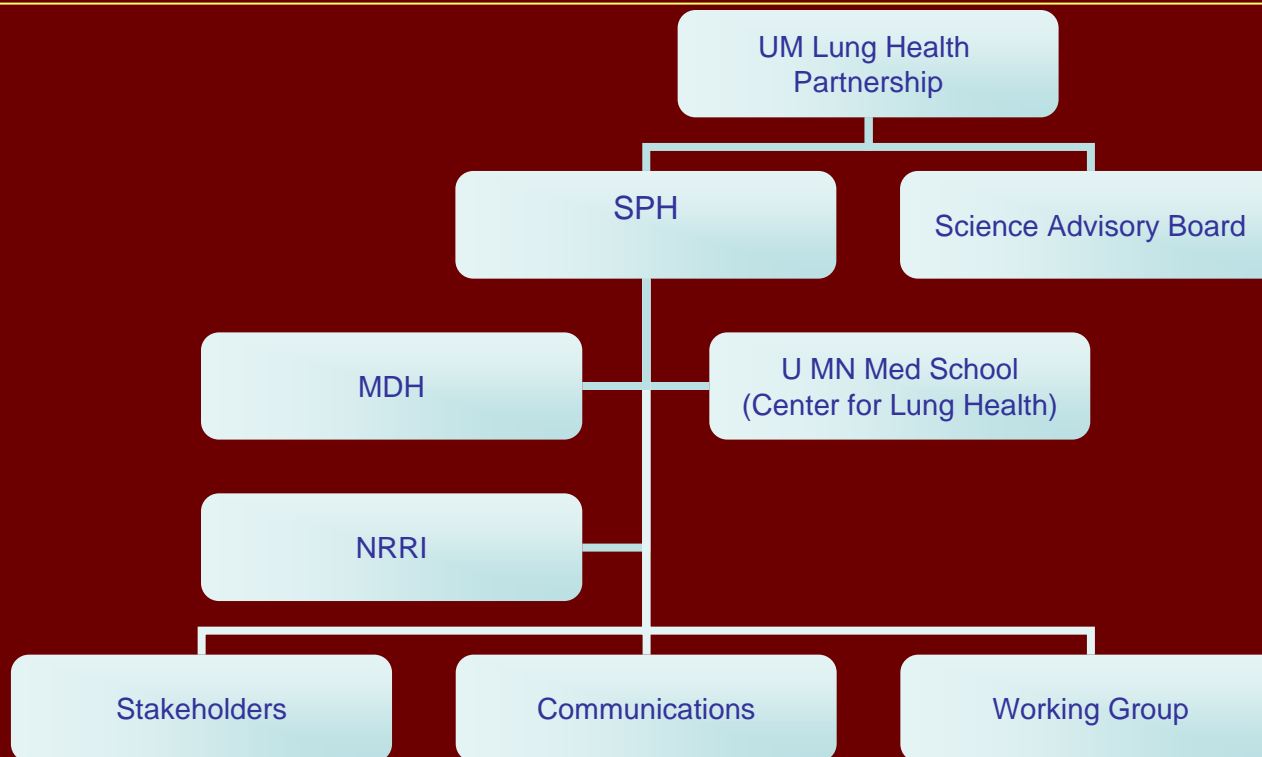 UM Lung Health
Partnership
SPH
Science Advisory Board
MDH
U MN Med School
(Center for Lung Health)
NRRI
Stakeholders
Communications
Working Group